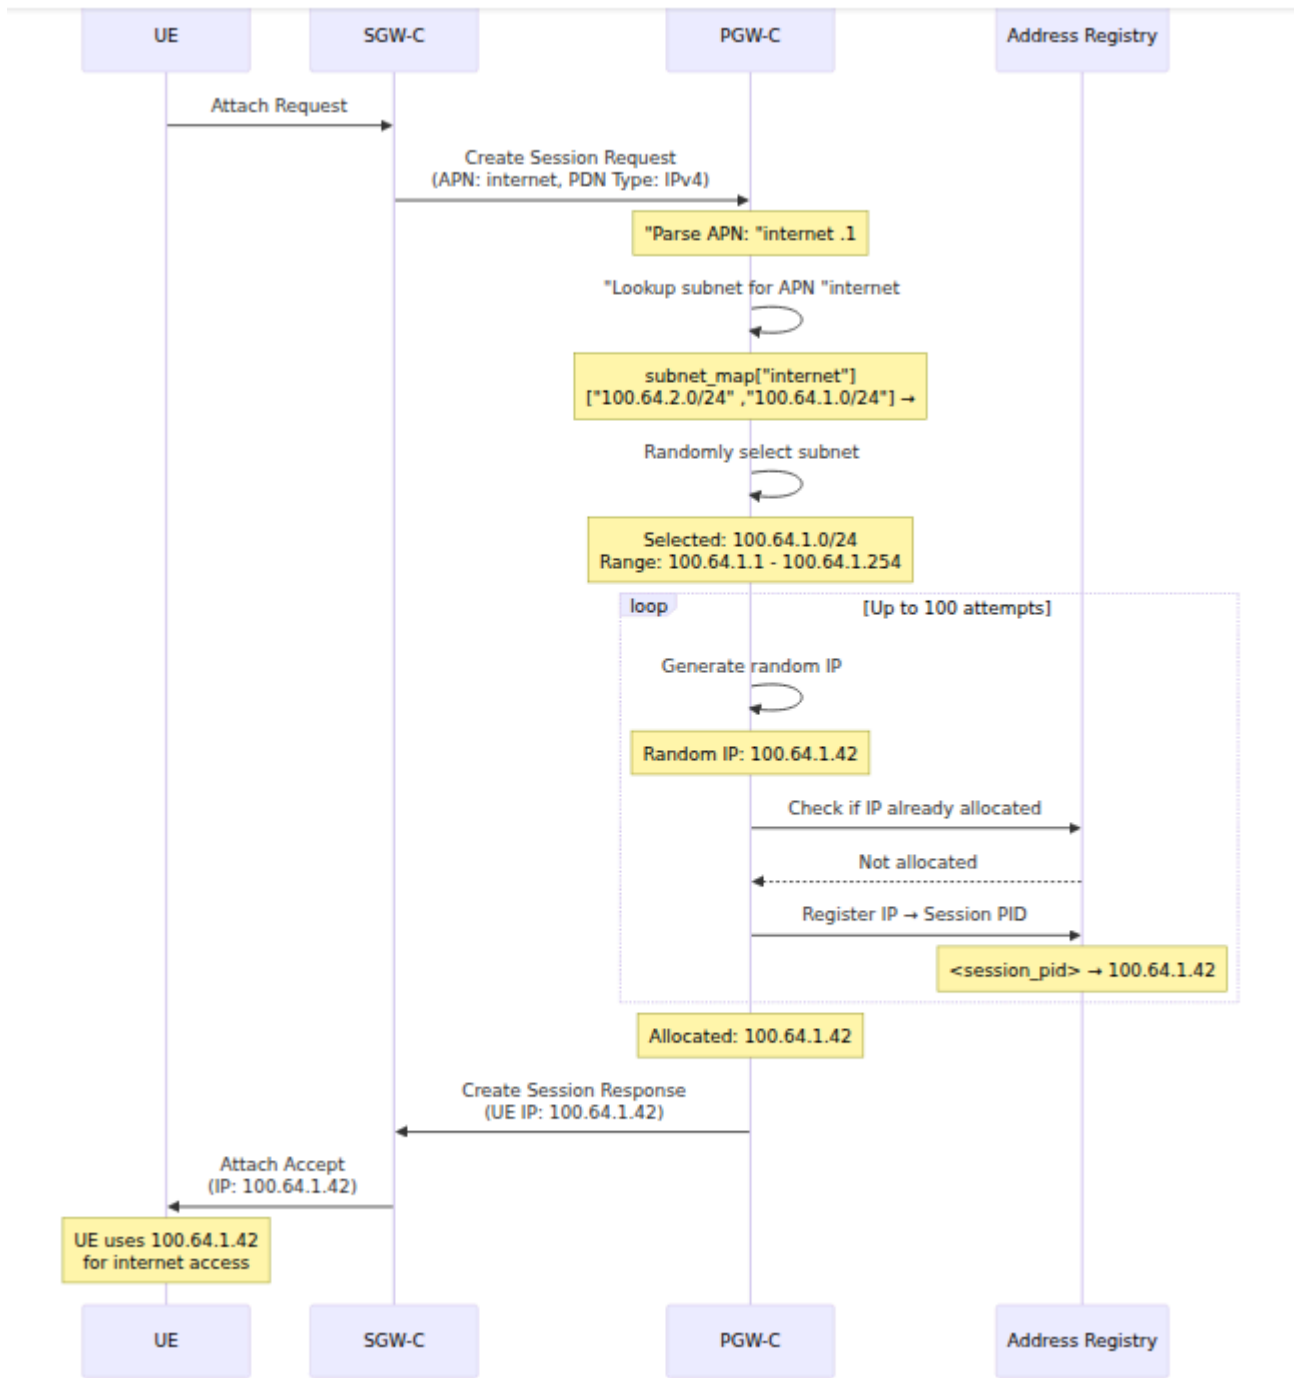 UE
SGW-C
PGW-C
Address Registry
Attach Request
Create Session Request
(APN: internet, PDN Type: IPv4)
"Parse APN: "internet .1
"Lookup subnet for APN "internet
subnet_map["internet"]
["100.64.2.0/24" ,"100.64.1.0/24"] →
Randomly select subnet
Selected: 100.64.1.0/24
Range: 100.64.1.1 - 100.64.1.254
loop
[Up to 100 attempts]
Generate random IP
Random IP: 100.64.1.42
Check if IP already allocated
Not allocated
Register IP → Session PID
<session_pid> → 100.64.1.42
Allocated: 100.64.1.42
Create Session Response
(UE IP: 100.64.1.42)
Attach Accept
(IP: 100.64.1.42)
UE uses 100.64.1.42
for internet access
UE
SGW-C
PGW-C
Address Registry